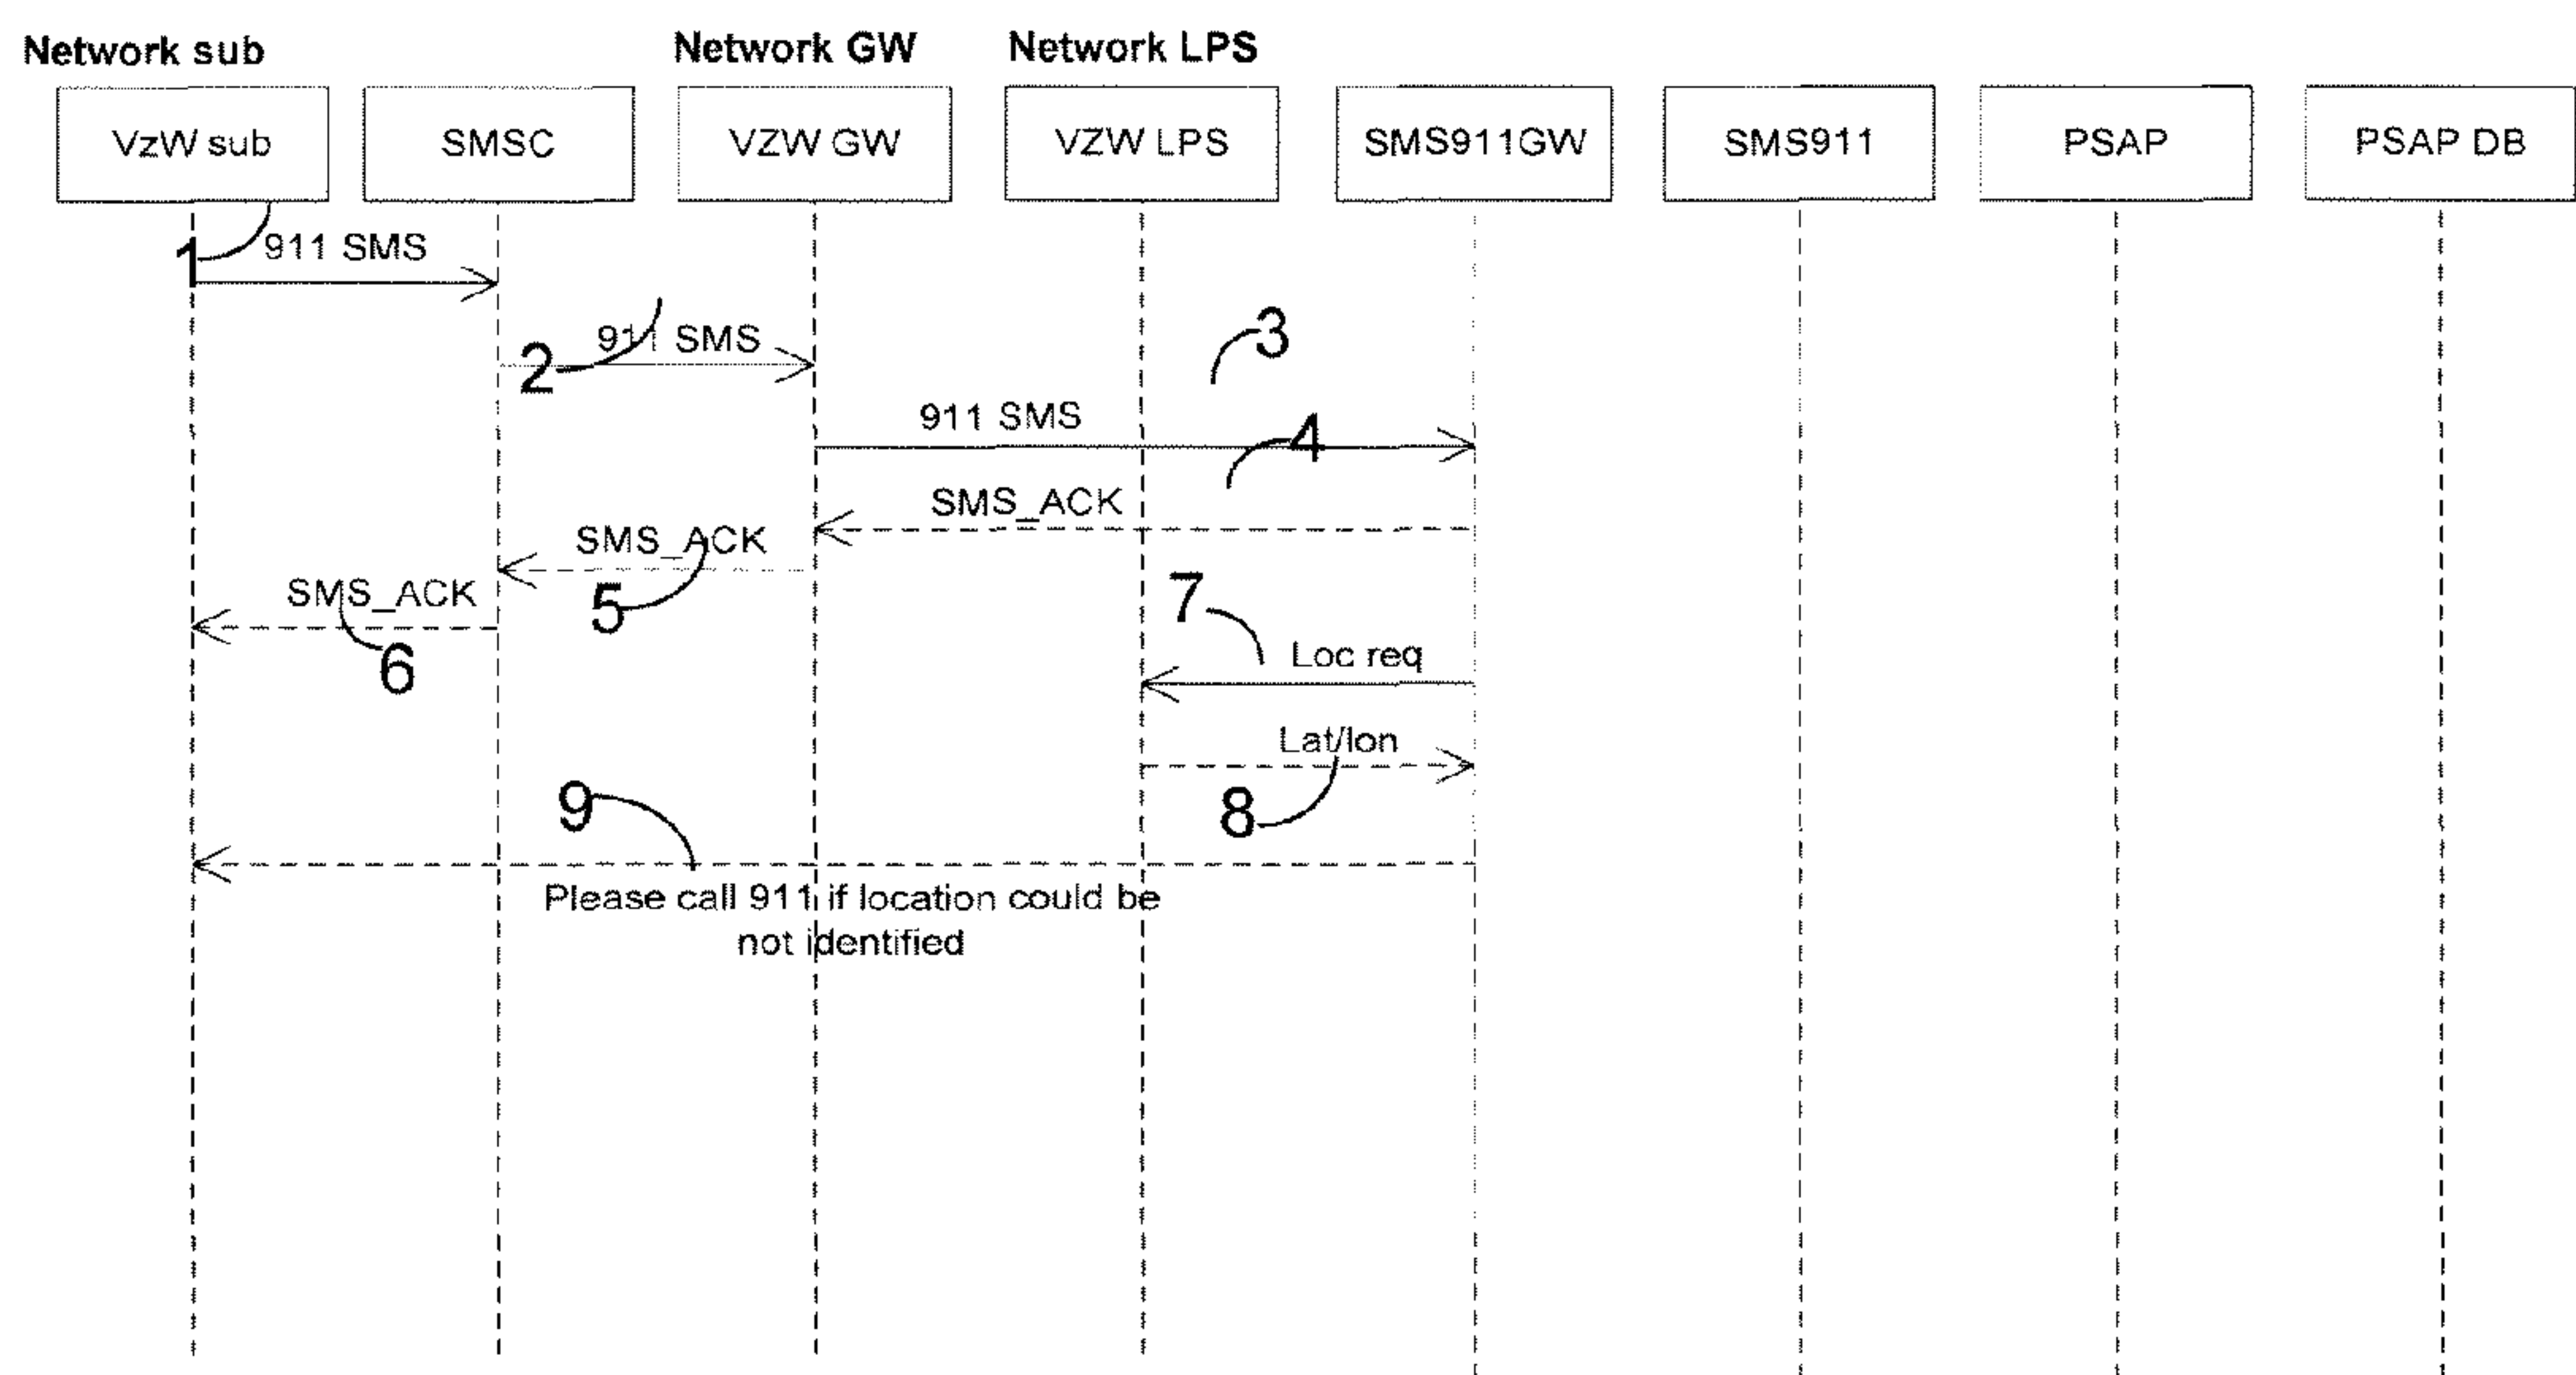 Network sub
Network GW
Network LPS
VzW sub
SMSC
VZW GW
VZW LPS
SMS911GW
SMS911
PSAP
PSAP DB
1
911 SMS
2
911 SMS
3
911 SMS
4
SMS_ACK
SMS_ACK
5
SMS_ACK
6
7
Loc req
Lat/lon
8
9
Please call 911 if location could be
not identified